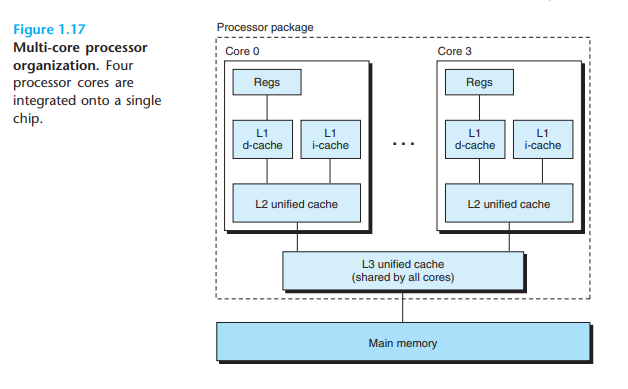 Figure 1.17
Multi-core processor
organization. Four
processor cores are
integrated onto a single
chip.
Processor package
Core 0
Core 3
Regs
Regs
L1
d-cache
L1
i-cache
. . .
L1
d-cache
L1
i-cache
L2 unified cache
L2 unified cache
L3 unified cache
(shared by all cores)
Main memory